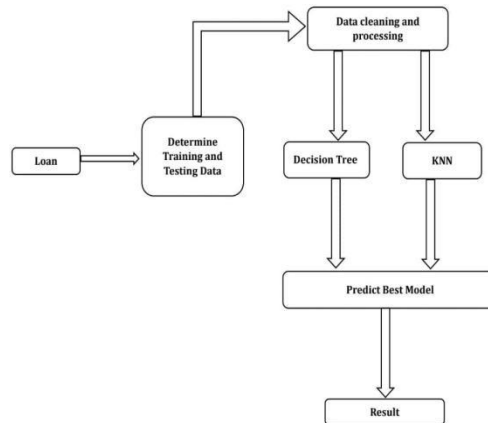 Data cleaning and
processing
Determine
Training and
Testing Data
Loan
Decision Tree
KNN
Predict Best Model
Result